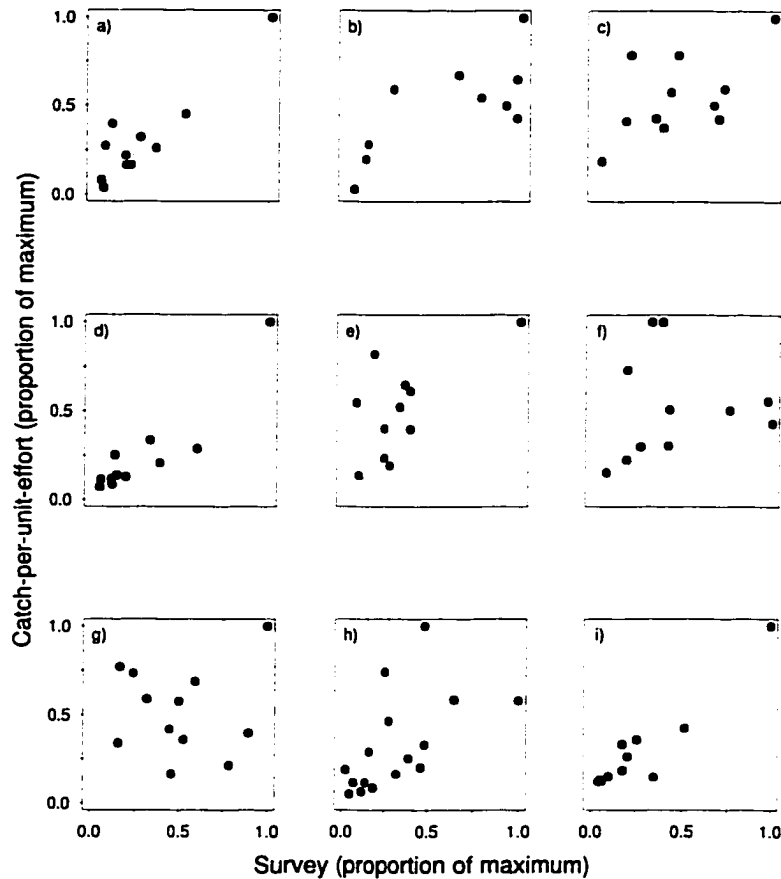 Catch-per-unit-effort (proportion of maximum)
1.0
0.5
0.0
a)
b)
c)
1.0
0.5
0.0
d)
e)
f)
1.0
0.5
0.0
g)
h)
i)
0.0 0.5 1.0
0.0 0.5 1.0
0.0 0.5 1.0
Survey (proportion of maximum)